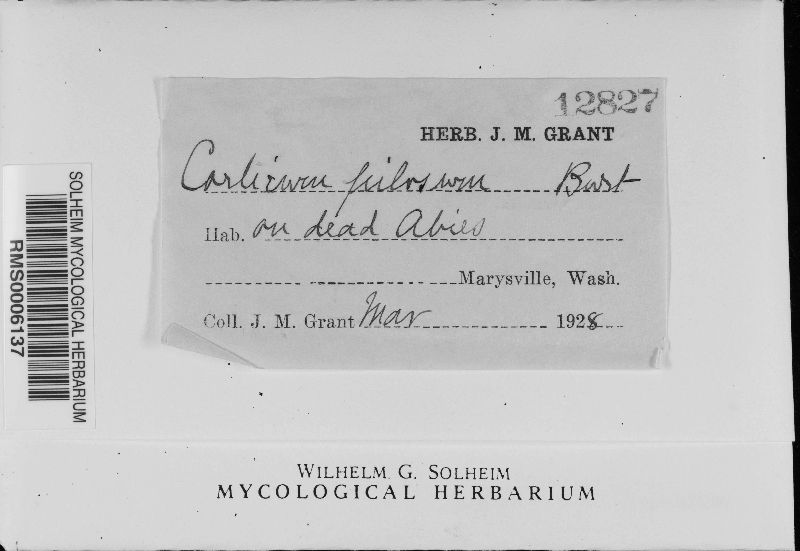 12827
HERB. J. M. GRANT
Corticium pilosum Burt
Hab. on dead Abies
Marysville, Wash.
Coll. J. M. Grant Mar 1928
SOLHEIM MYCOLOGICAL HERBARIUM
RMS0006137
WILHELM G. SOLHEIM
MYCOLOGICAL HERBARIUM